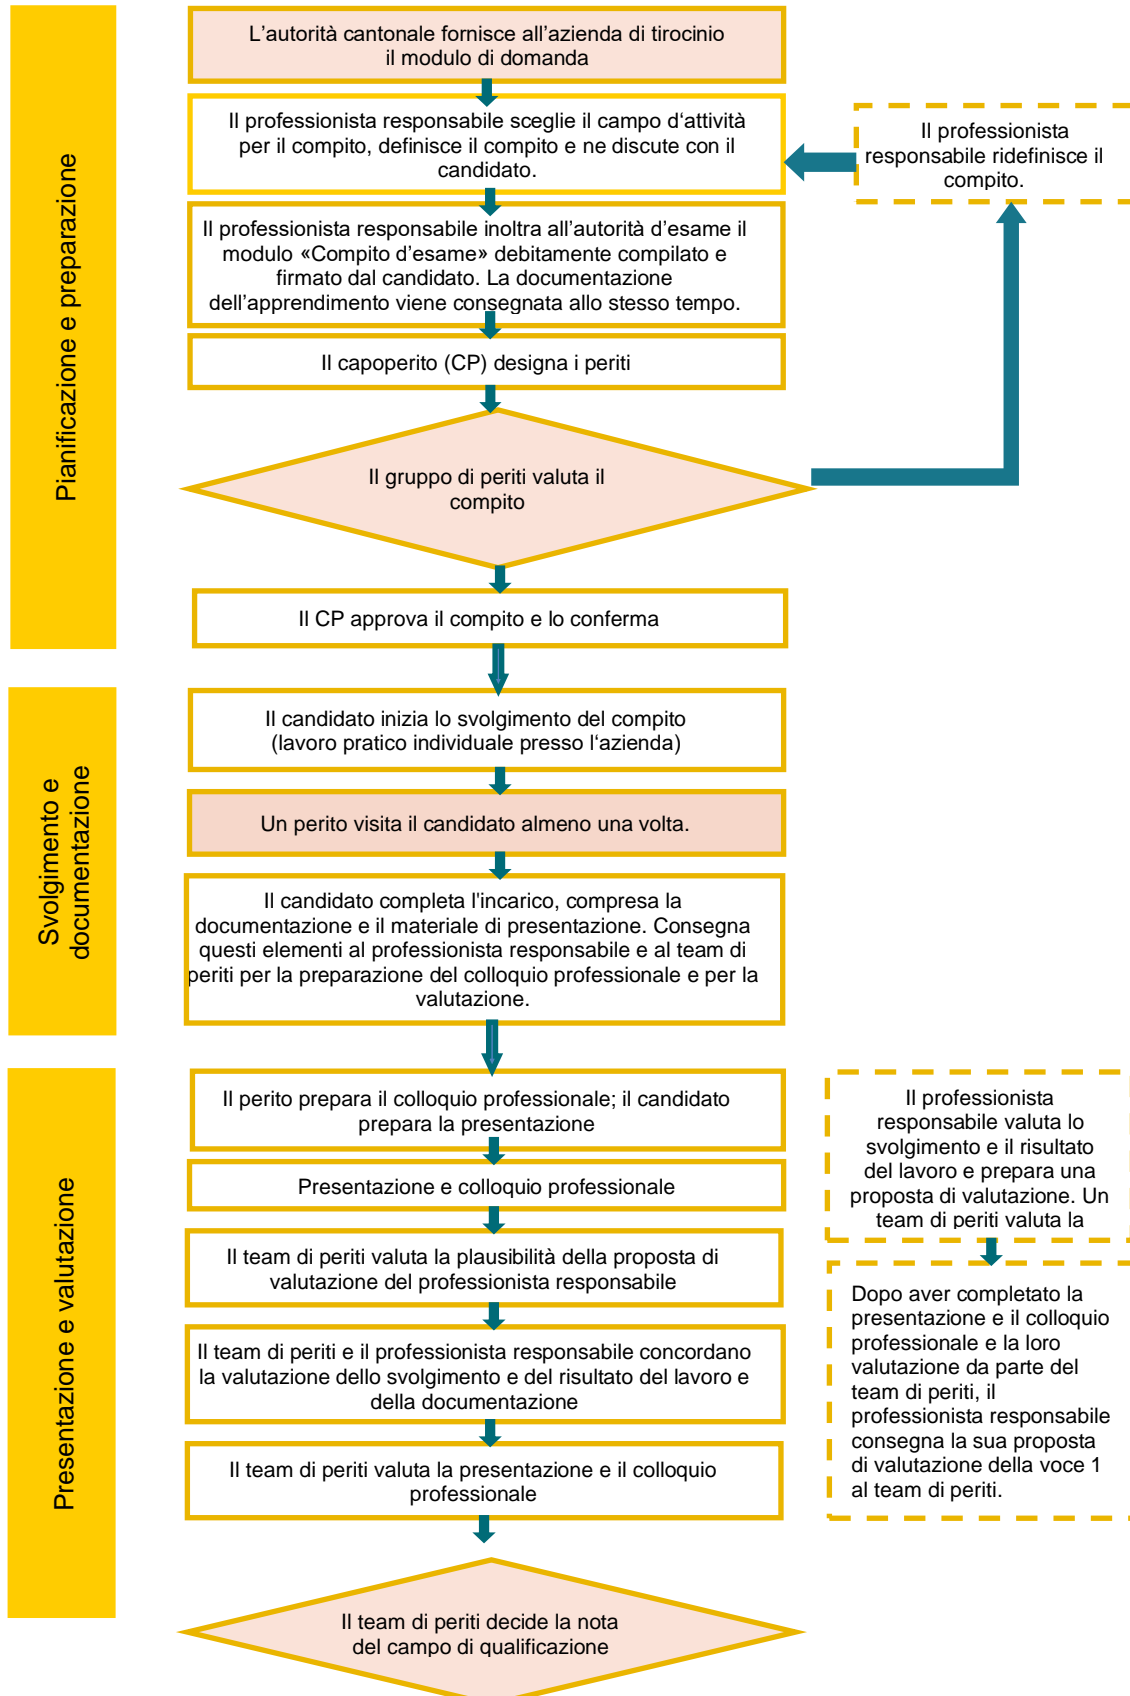 Pianificazione e preparazione
L'autorità cantonale fornisce all'azienda di tirocinio
il modulo di domanda
Il professionista responsabile sceglie il campo d'attività
per il compito, definisce il compito e ne discute con il
candidato.
Il professionista
responsabile ridefinisce il
compito.
Il professionista responsabile inoltra all'autorità d'esame il
modulo «Compito d'esame» debitamente compilato e
firmato dal candidato. La documentazione
dell'apprendimento viene consegnata allo stesso tempo.
Il capoperito (CP) designa i periti
Il gruppo di periti valuta il
compito
Il CP approva il compito e lo conferma
Svolgimento e
documentazione
Il candidato inizia lo svolgimento del compito
(lavoro pratico individuale presso l'azienda)
Un perito visita il candidato almeno una volta.
Il candidato completa l'incarico, compresa la
documentazione e il materiale di presentazione. Consegna
questi elementi al professionista responsabile e al team di
periti per la preparazione del colloquio professionale e per la
valutazione.
Presentazione e valutazione
Il perito prepara il colloquio professionale; il candidato
prepara la presentazione
Presentazione e colloquio professionale
Il team di periti valuta la plausibilità della proposta di
valutazione del professionista responsabile
Il team di periti e il professionista responsabile concordano
la valutazione dello svolgimento e del risultato del lavoro e
della documentazione
Il team di periti valuta la presentazione e il colloquio
professionale
Il team di periti decide la nota
del campo di qualificazione
Il professionista
responsabile valuta lo
svolgimento e il risultato
del lavoro e prepara una
proposta di valutazione. Un
team di periti valuta la
Dopo aver completato la
presentazione e il colloquio
professionale e la loro
valutazione da parte del
team di periti, il
professionista responsabile
consegna la sua proposta
di valutazione della voce 1
al team di periti.